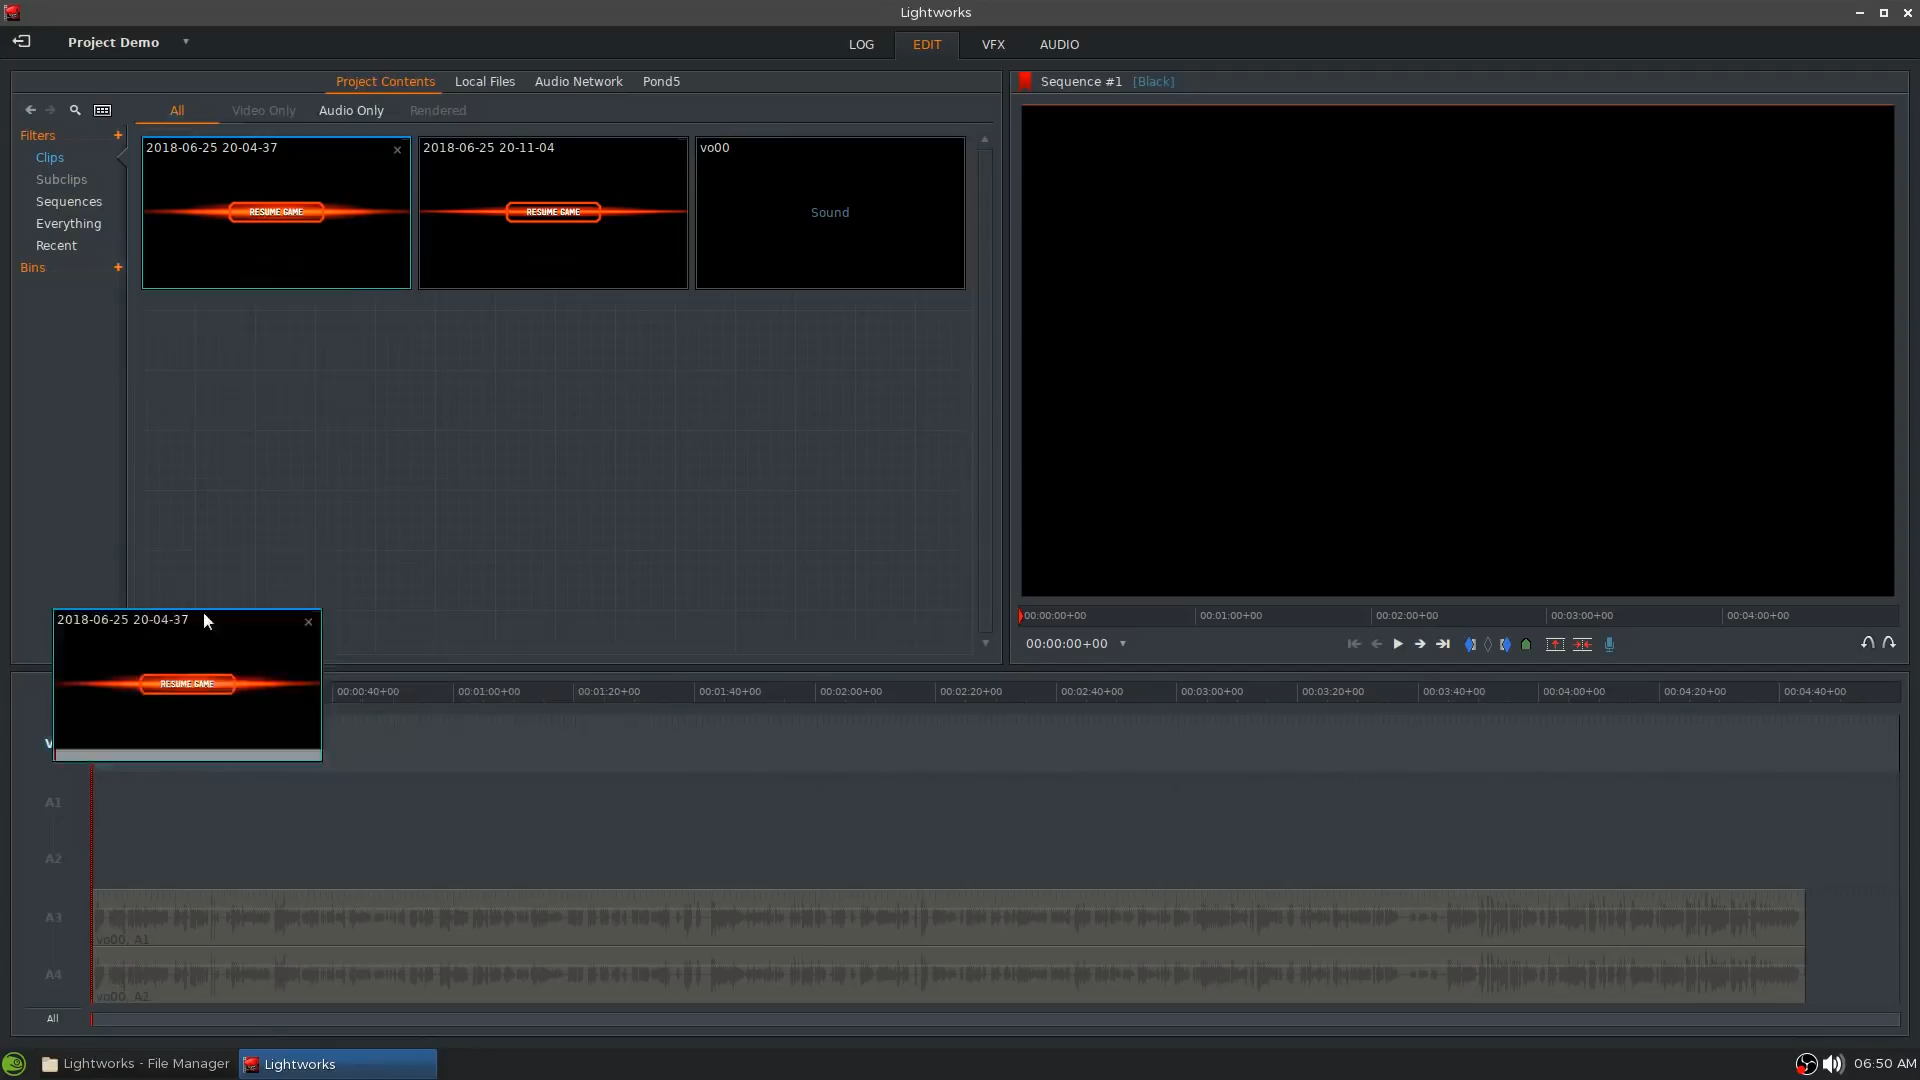 Lightworks
Project Demo
LOG
EDIT
VFX
AUDIO
Project Contents
Local Files
Audio Network
Pond5
Sequence #1 [Black]
All
Video Only
Audio Only
Rendered
Filters +
Clips
Subclips
Sequences
Everything
Recent
Bins +
2018-06-25 20-04-37
RESUME GAME
2018-06-25 20-11-04
RESUME GAME
vo00
Sound
00:00:00+00
00:01:00+00
00:02:00+00
00:03:00+00
00:04:00+00
00:00:00+00
2018-06-25 20-04-37
RESUME GAME
00:00:40+00
00:01:00+00
00:01:20+00
00:01:40+00
00:02:00+00
00:02:20+00
00:02:40+00
00:03:00+00
00:03:20+00
00:03:40+00
00:04:00+00
00:04:20+00
00:04:40+00
A1
A2
A3
vo00, A1
A4
vo00, A2
All
Lightworks - File Manager
Lightworks
06:50 AM